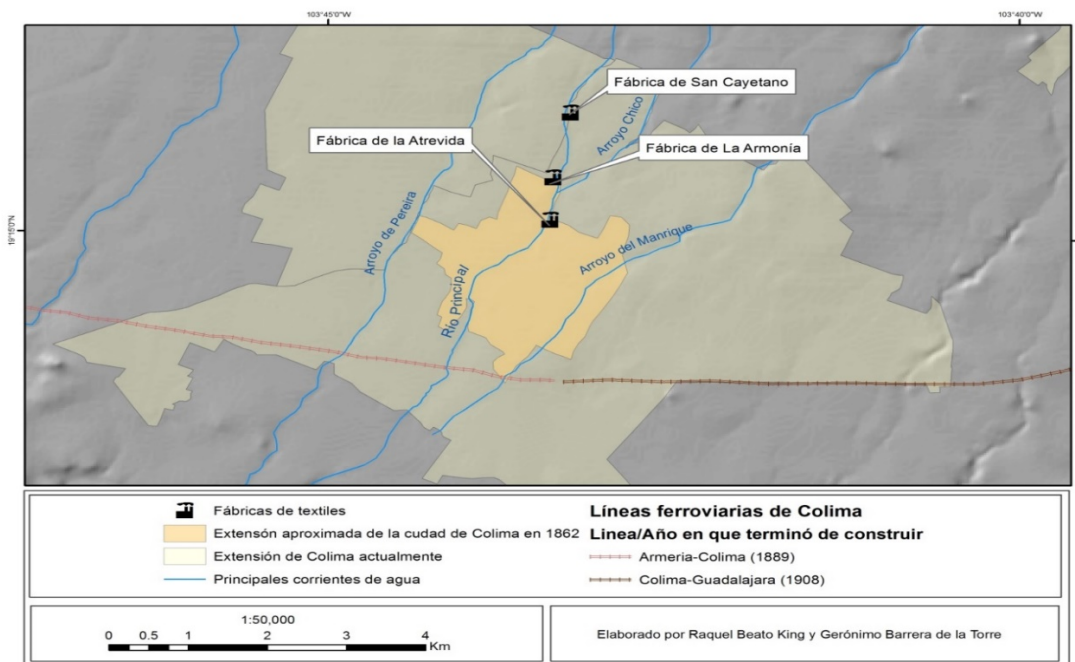 103°45'0"W
103°40'0"W
Fábrica de San Cayetano
Arroyo Chico
Fábrica de la Atrevida
Fábrica de La Armonía
19°15'0"N
Arroyo de Pereira
Arroyo del Manrique
Río Principal
Fábricas de textiles
Extensón aproximada de la cudad de Colima en 1862
Extensión de Colima actualmente
Principales corrientes de agua
Líneas ferroviarias de Colima
Linea/Año en que terminó de construir
Armeria-Colima (1889)
Colima-Guadalajara (1908)
1:50,000
0 0.5 1 2 3 4
Km
Elaborado por Raquel Beato King y Gerónimo Barrera de la Torre